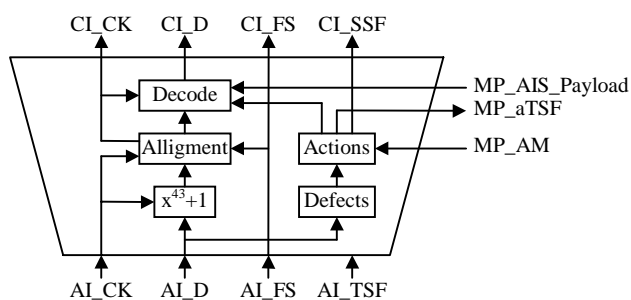 CI_CK CI_D CI_FS CI_SSF
MP_AIS_Payload
Decode
MP_aTSF
Alligment Actions MP_AM
x43+1 Defects
AI_CK AI_D AI_FS AI_TSF